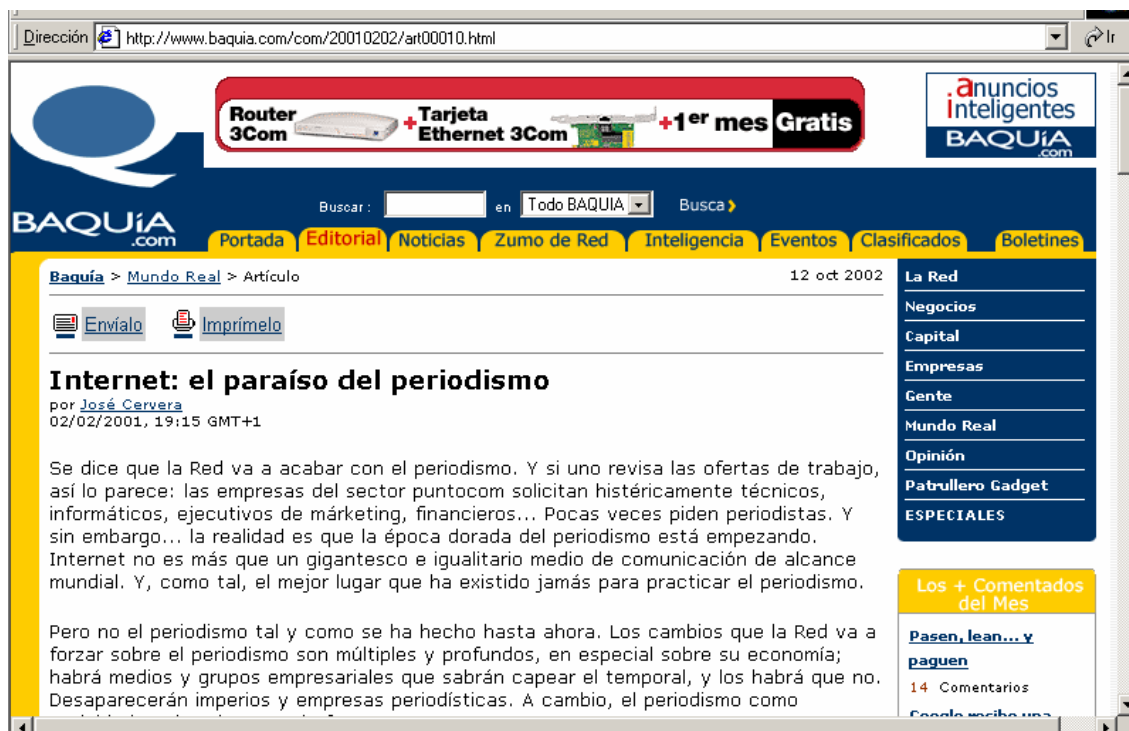 Dirección http://www.baquia.com/com/20010202/art00010.html Ir
Router 3Com + Tarjeta Ethernet 3Com +1er mes Gratis
.anuncios inteligentes
BAQUÍA .com
BAQUÍA .com
Buscar: en Todo BAQUIA Busca
Portada Editorial Noticias Zumo de Red Inteligencia Eventos Clasificados Boletines
Baquía > Mundo Real > Artículo 12 oct 2002
Envíalo Imprímelo
Internet: el paraíso del periodismo
por José Cervera
02/02/2001, 19:15 GMT+1
Se dice que la Red va a acabar con el periodismo. Y si uno revisa las ofertas de trabajo,
así lo parece: las empresas del sector puntocom solicitan histéricamente técnicos,
informáticos, ejecutivos de márketing, financieros... Pocas veces piden periodistas. Y
sin embargo... la realidad es que la época dorada del periodismo está empezando.
Internet no es más que un gigantesco e igualitario medio de comunicación de alcance
mundial. Y, como tal, el mejor lugar que ha existido jamás para practicar el periodismo.
Pero no el periodismo tal y como se ha hecho hasta ahora. Los cambios que la Red va a
forzar sobre el periodismo son múltiples y profundos, en especial sobre su economía;
habrá medios y grupos empresariales que sabrán capear el temporal, y los habrá que no.
Desaparecerán imperios y empresas periodísticas. A cambio, el periodismo como
La Red
Negocios
Capital
Empresas
Gente
Mundo Real
Opinión
Patrullero Gadget
ESPECIALES
Los + Comentados
del Mes
Pasen, lean... y
paguen
14 Comentarios
Google recibe una